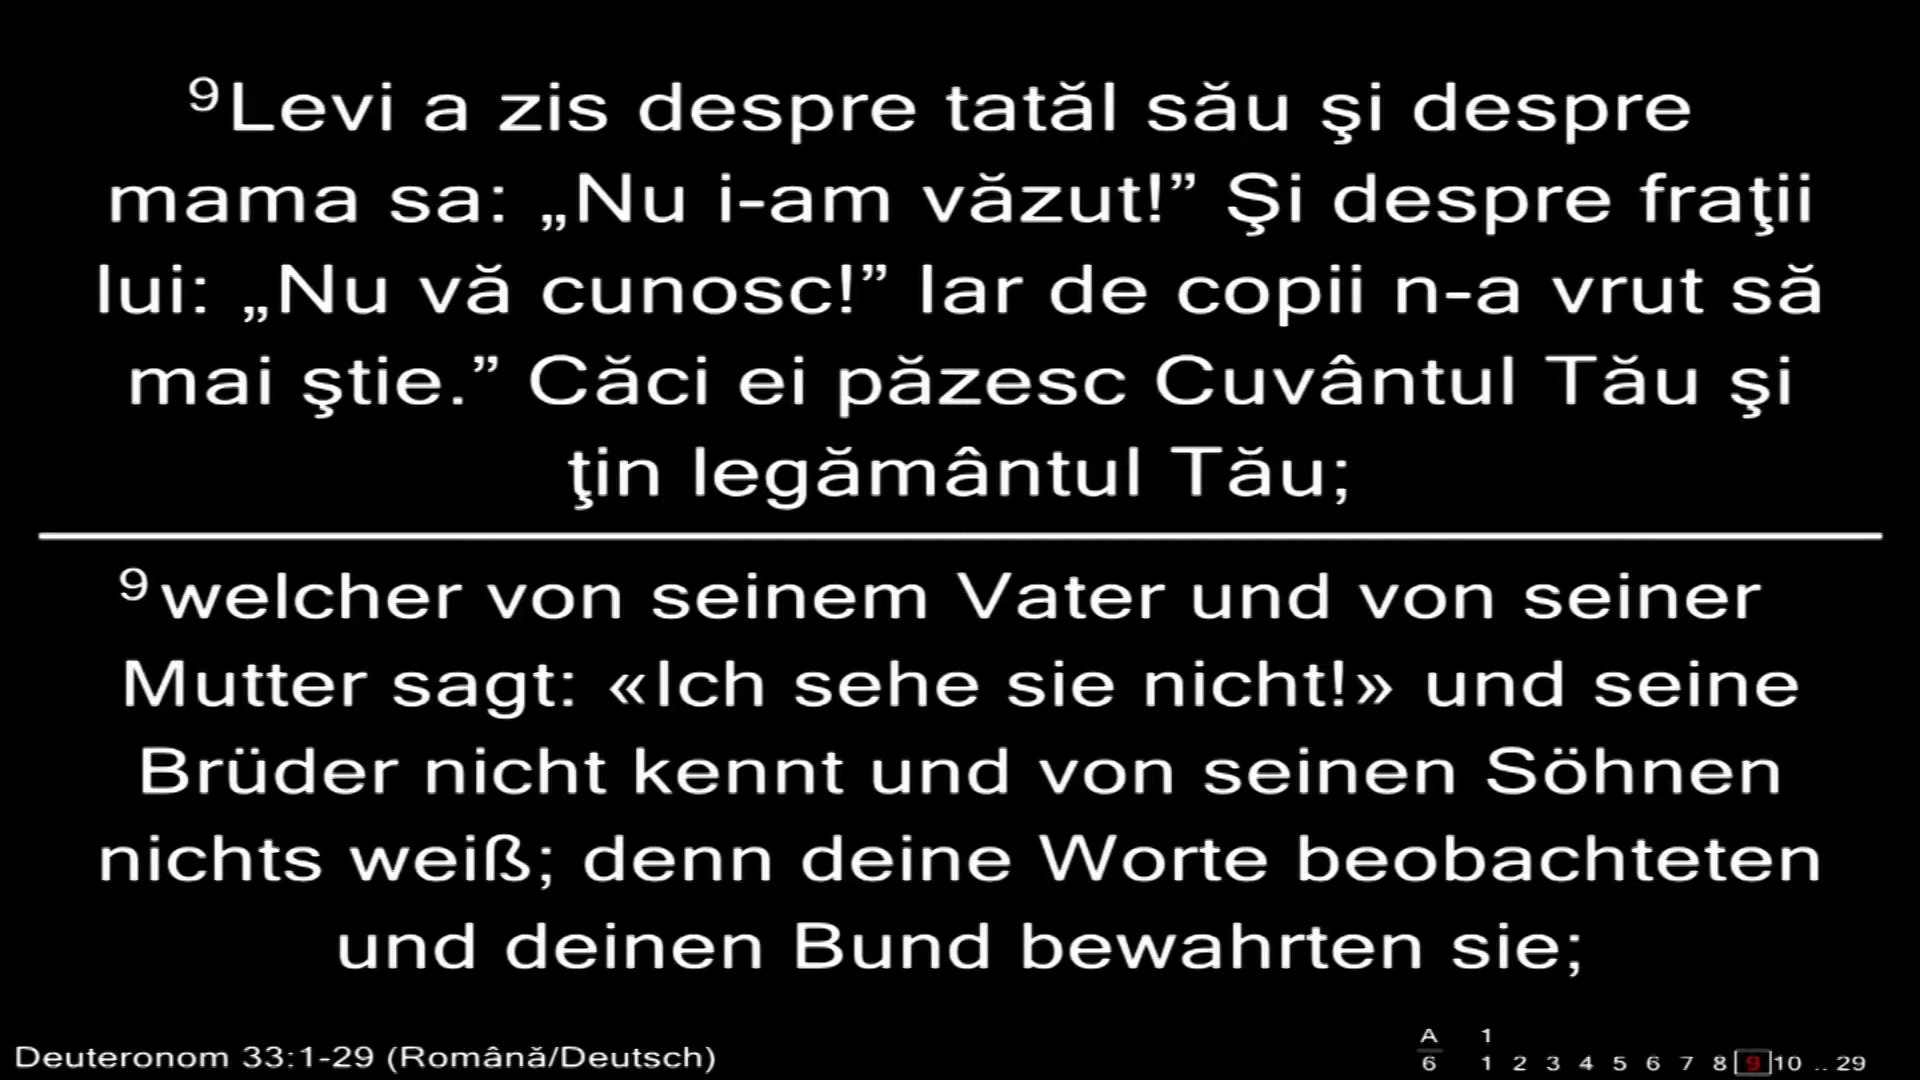 9 Levi a zis despre tatăl său şi despre
mama sa: „Nu i-am văzut!” Şi despre fraţii
lui: „Nu vă cunosc!” Iar de copii n-a vrut să
mai ştie.” Căci ei păzesc Cuvântul Tău şi
ţin legământul Tău;
9 welcher von seinem Vater und von seiner
Mutter sagt: «Ich sehe sie nicht!» und seine
Brüder nicht kennt und von seinen Söhnen
nichts weiß; denn deine Worte beobachteten
und deinen Bund bewahrten sie;
A 1
Deuteronom 33:1-29 (Română/Deutsch) 6 1 2 3 4 5 6 7 8 9 10 .. 29